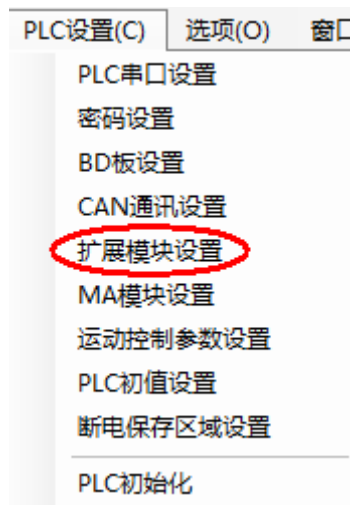 PLC设置(C) 选项(O) 窗口
PLC串口设置
密码设置
BD板设置
CAN通讯设置
扩展模块设置
MA模块设置
运动控制参数设置
PLC初值设置
断电保存区域设置
PLC初始化